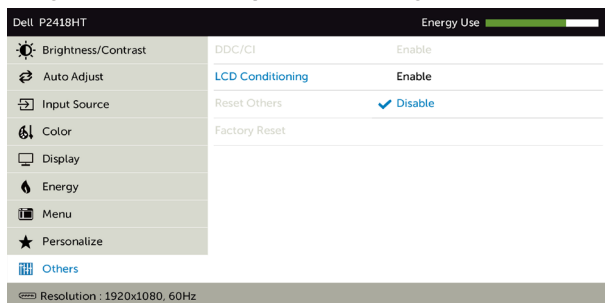 Dell P2418HT Energy Use
Brightness/Contrast DDC/CI Enable
Auto Adjust LCD Conditioning Enable
Input Source Reset Others Disable
Color Factory Reset
Display
Energy
Menu
Personalize
Others
Resolution : 1920x1080, 60Hz